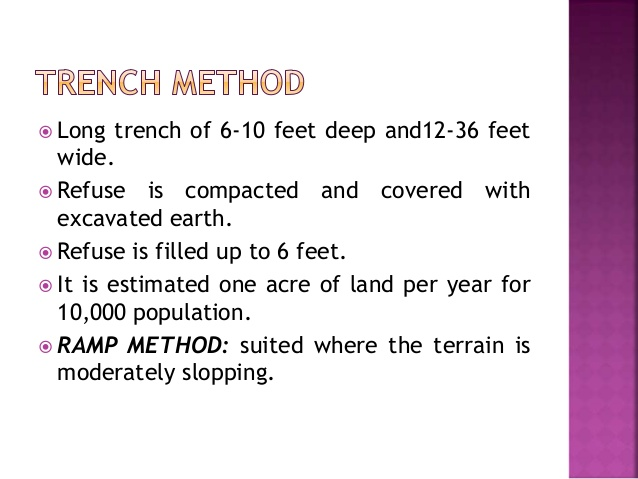 TRENCH METHOD
Long trench of 6-10 feet deep and12-36 feet
wide.
Refuse is compacted and covered with
excavated earth.
Refuse is filled up to 6 feet.
It is estimated one acre of land per year for
10,000 population.
RAMP METHOD: suited where the terrain is
moderately slopping.